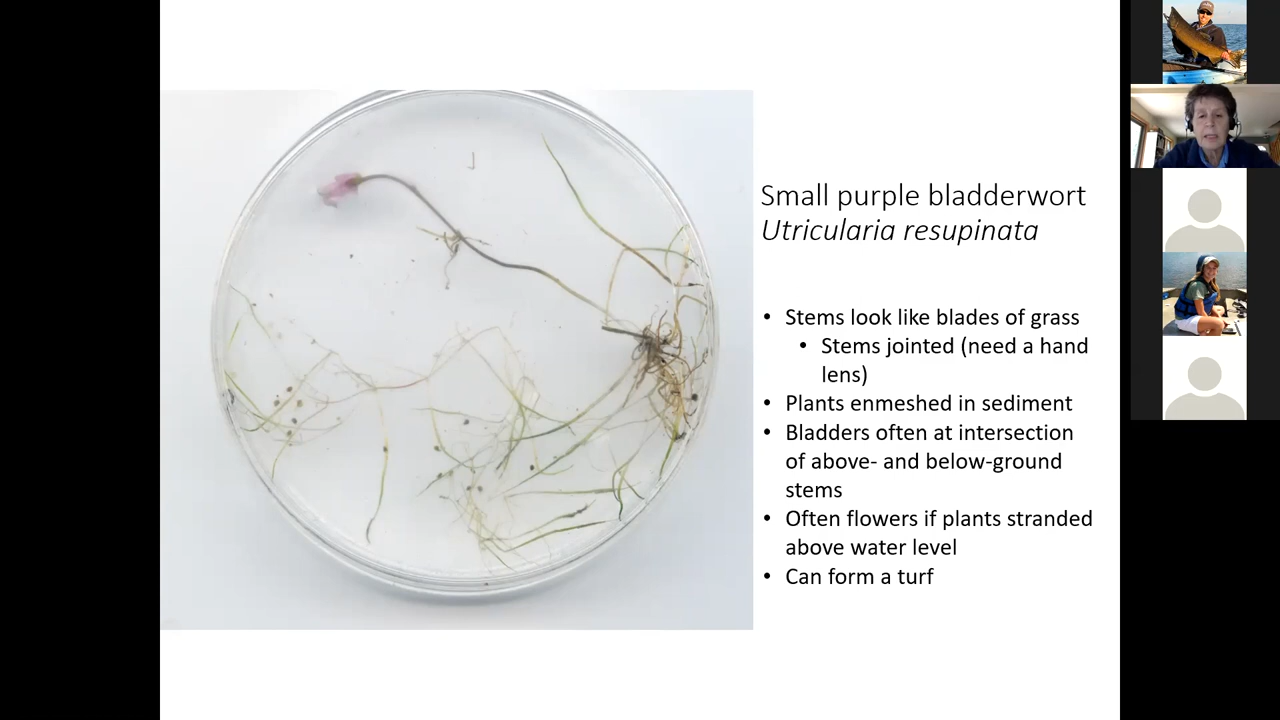 Small purple bladderwort
Utricularia resupinata
• Stems look like blades of grass
• Stems jointed (need a hand
lens)
• Plants enmeshed in sediment
• Bladders often at intersection
of above- and below-ground
stems
• Often flowers if plants stranded
above water level
• Can form a turf